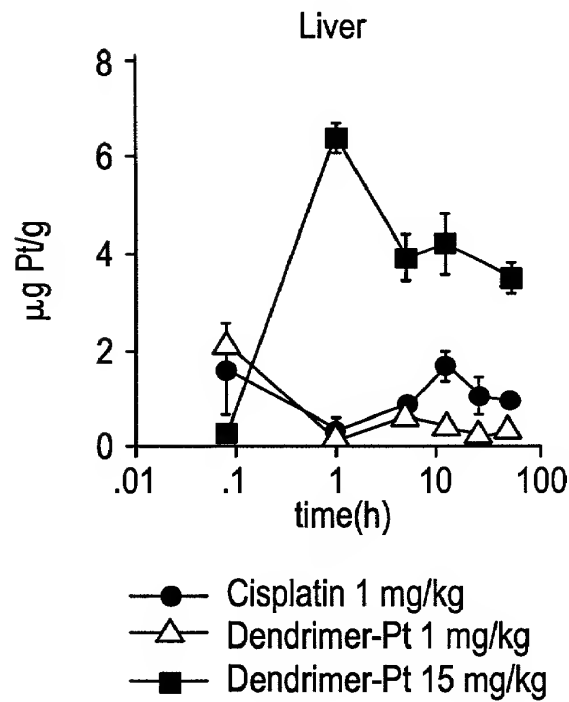 Liver
8
6
4
2
0
µg Pt/g
.01 .1 1 10 100
time(h)
Cisplatin 1 mg/kg
Dendrimer-Pt 1 mg/kg
Dendrimer-Pt 15 mg/kg